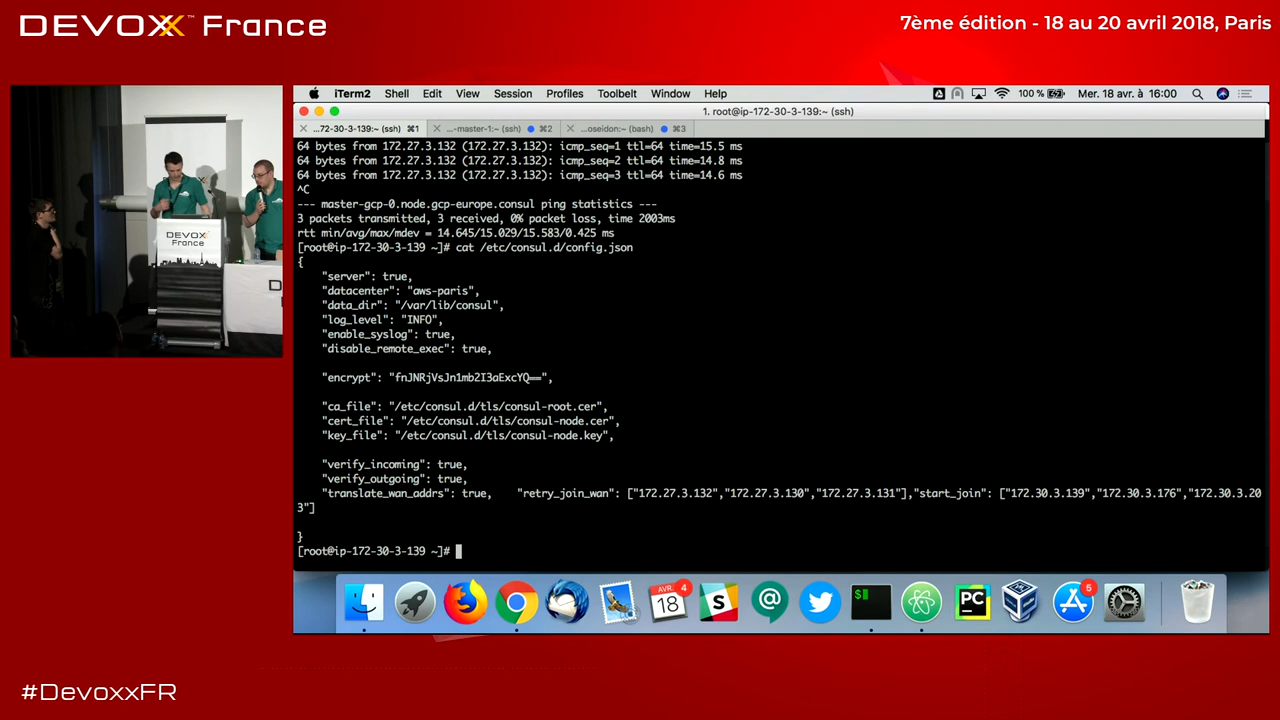 DEVOXX™ France
7ème édition - 18 au 20 avril 2018, Paris
iTerm2 Shell Edit View Session Profiles Toolbelt Window Help
100 % Mer. 18 avr. à 16:00
1. root@ip-172-30-3-139:~ (ssh)
...72-30-3-139:~ (ssh) ⌘1 ...-master-1:~ (ssh) ⌘2 ...oseidon:~ (bash) ⌘3
64 bytes from 172.27.3.132 (172.27.3.132): icmp_seq=1 ttl=64 time=15.5 ms
64 bytes from 172.27.3.132 (172.27.3.132): icmp_seq=2 ttl=64 time=14.8 ms
64 bytes from 172.27.3.132 (172.27.3.132): icmp_seq=3 ttl=64 time=14.6 ms
^C
--- master-gcp-0.node.gcp-europe.consul ping statistics ---
3 packets transmitted, 3 received, 0% packet loss, time 2003ms
rtt min/avg/max/mdev = 14.645/15.029/15.583/0.425 ms
[root@ip-172-30-3-139 ~]# cat /etc/consul.d/config.json
{
"server": true,
"datacenter": "aws-paris",
"data_dir": "/var/lib/consul",
"log_level": "INFO",
"enable_syslog": true,
"disable_remote_exec": true,
"encrypt": "fnJNRjVsJn1mb2I3aExcYQ==",
"ca_file": "/etc/consul.d/tls/consul-root.cer",
"cert_file": "/etc/consul.d/tls/consul-node.cer",
"key_file": "/etc/consul.d/tls/consul-node.key",
"verify_incoming": true,
"verify_outgoing": true,
"translate_wan_addrs": true, "retry_join_wan": ["172.27.3.132","172.27.3.130","172.27.3.131"],"start_join": ["172.30.3.139","172.30.3.176","172.30.3.20
3"]
}
[root@ip-172-30-3-139 ~]#
DEVOXX
France
D
AVR. 4
18
S
@
$
PC
5
#DevoxxFR